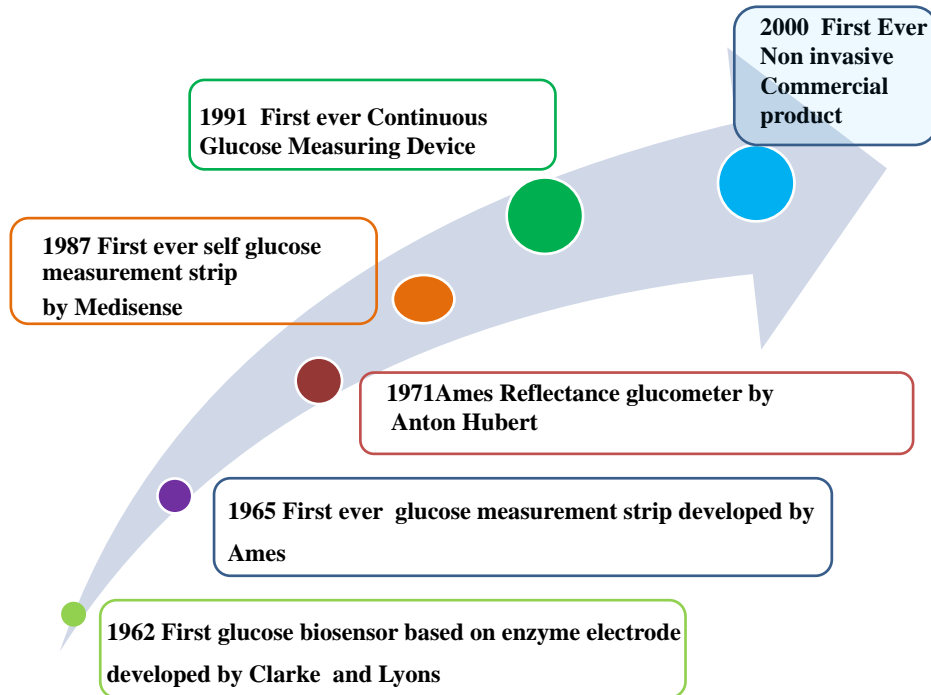 2000 First Ever
Non invasive
Commercial
product
1991 First ever Continuous
Glucose Measuring Device
1987 First ever self glucose
measurement strip
by Medisense
1971Ames Reflectance glucometer by
Anton Hubert
1965 First ever glucose measurement strip developed by
Ames
1962 First glucose biosensor based on enzyme electrode
developed by Clarke and Lyons